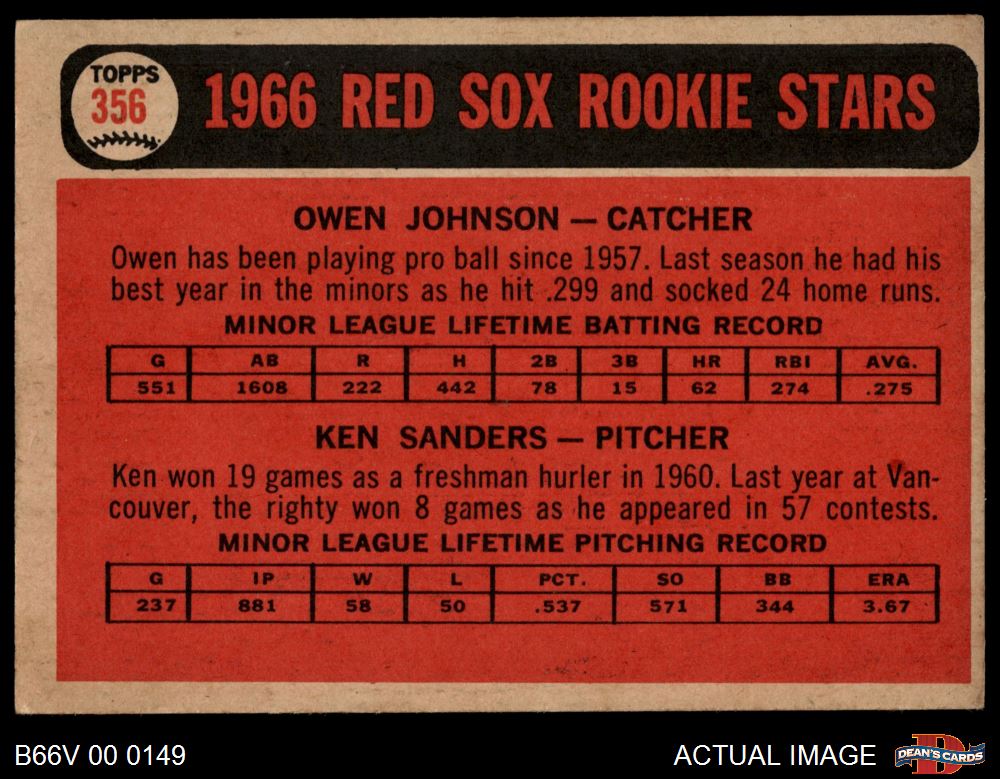 TOPPS
356
1966 RED SOX ROOKIE STARS
OWEN JOHNSON — CATCHER
Owen has been playing pro ball since 1957. Last season he had his
best year in the minors as he hit .299 and socked 24 home runs.
MINOR LEAGUE LIFETIME BATTING RECORD
G AB R H 2B 3B HR RBI AVG.
551 1608 222 442 78 15 62 274 .275
KEN SANDERS — PITCHER
Ken won 19 games as a freshman hurler in 1960. Last year at Van-
couver, the righty won 8 games as he appeared in 57 contests.
MINOR LEAGUE LIFETIME PITCHING RECORD
G IP W L PCT. SO BB ERA
237 881 58 50 .537 571 344 3.67
B66V 00 0149 ACTUAL IMAGE DEAN'S CARDS